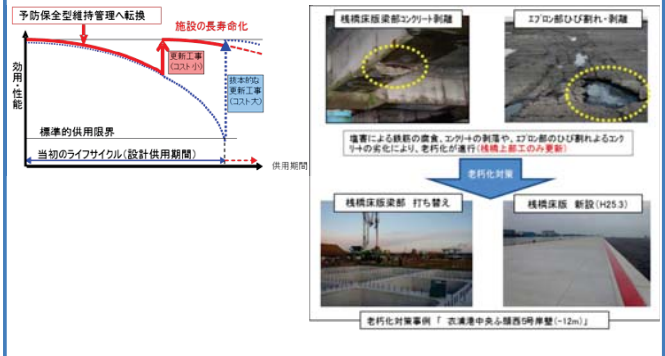 予防保全型維持管理へ転換
施設の長寿命化
効用・性能
更新工事
(コスト小)
抜本的な
更新工事
(コスト大)
標準的供用限界
当初のライフサイクル(設計供用期間)
供用期間
桟橋床版梁部コンクリート剥離
エプロン部ひび割れ・剥離
塩害による鉄筋の腐食、コンクリートの剥落や、エプロン部のひび割れよるコンク
リートの劣化により、老朽化が進行(桟橋上部工のみ更新)
老朽化対策
桟橋床版梁部 打ち替え
桟橋床版 新設(H25.3)
老朽化対策事例「 衣浦港中央ふ頭西5号岸壁(-12m)」